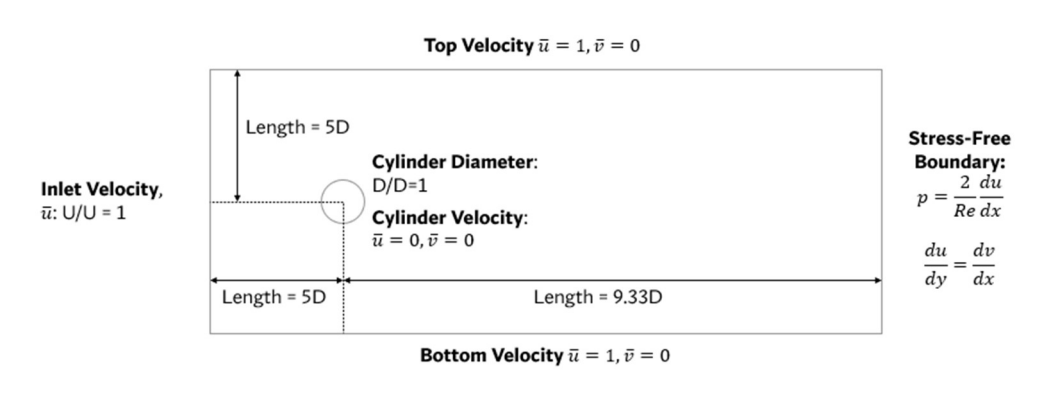 Top Velocity ū = 1, v̄ = 0
Length = 5D
Stress-Free
Boundary:
p = 2/Re du/dx
du/dy = dv/dx
Cylinder Diameter:
D/D=1
Inlet Velocity,
ū: U/U = 1
Cylinder Velocity:
ū = 0, v̄ = 0
Length = 5D
Length = 9.33D
Bottom Velocity ū = 1, v̄ = 0